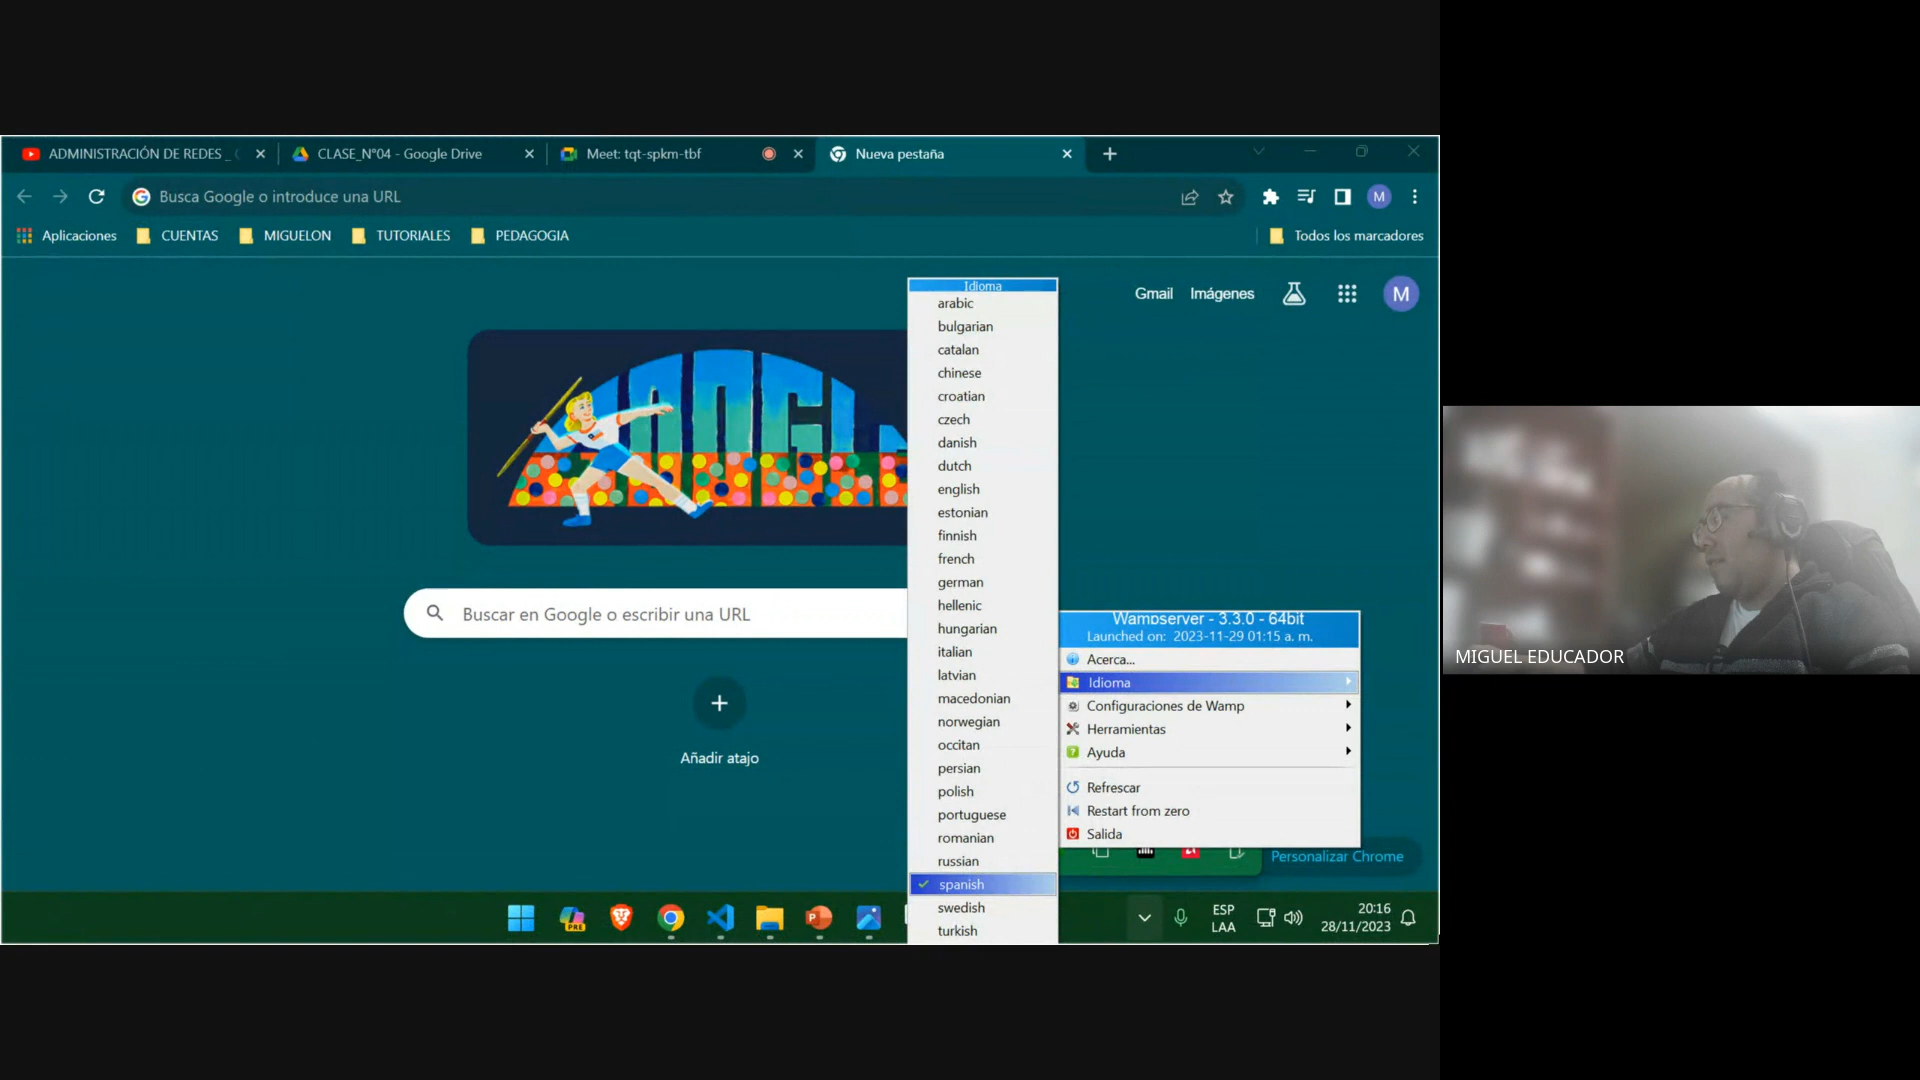 ADMINISTRACIÓN DE REDES _
CLASE_N°04 - Google Drive
Meet: tqt-spkm-tbf
Nueva pestaña
Busca Google o introduce una URL
M
Aplicaciones
CUENTAS
MIGUELON
TUTORIALES
PEDAGOGIA
Todos los marcadores
Gmail
Imágenes
M
Idioma
arabic
bulgarian
catalan
chinese
croatian
czech
danish
dutch
english
estonian
finnish
french
german
hellenic
hungarian
italian
latvian
macedonian
norwegian
occitan
persian
polish
portuguese
romanian
russian
spanish
swedish
turkish
Buscar en Google o escribir una URL
Añadir atajo
Wampserver - 3.3.0 - 64bit
Launched on: 2023-11-29 01:15 a. m.
Acerca...
Idioma
Configuraciones de Wamp
Herramientas
Ayuda
Refrescar
Restart from zero
Salida
Personalizar Chrome
PRE
P
ESP
LAA
20:16
28/11/2023
MIGUEL EDUCADOR